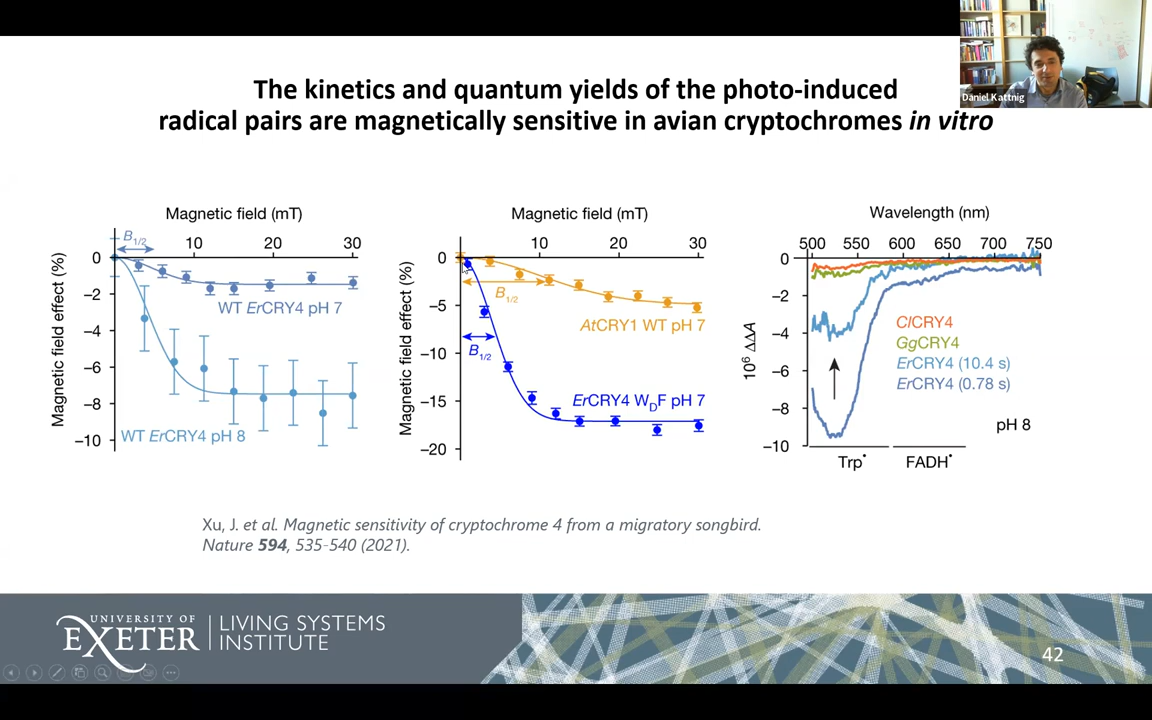 Daniel Kattnig
The kinetics and quantum yields of the photo-induced
radical pairs are magnetically sensitive in avian cryptochromes in vitro
Magnetic field (mT)
B1/2
10
20
30
0
−2
−4
−6
−8
−10
Magnetic field effect (%)
WT ErCRY4 pH 7
WT ErCRY4 pH 8
Magnetic field (mT)
10
20
30
0
−5
−10
−15
−20
Magnetic field effect (%)
B1/2
AtCRY1 WT pH 7
B1/2
ErCRY4 WDF pH 7
Wavelength (nm)
500
550
600
650
700
750
0
−2
−4
−6
−8
−10
10⁶ ΔΔA
ClCRY4
GgCRY4
ErCRY4 (10.4 s)
ErCRY4 (0.78 s)
pH 8
Trp•
FADH•
Xu, J. et al. Magnetic sensitivity of cryptochrome 4 from a migratory songbird.
Nature 594, 535-540 (2021).
UNIVERSITY OF
EXETER
LIVING SYSTEMS
INSTITUTE
42